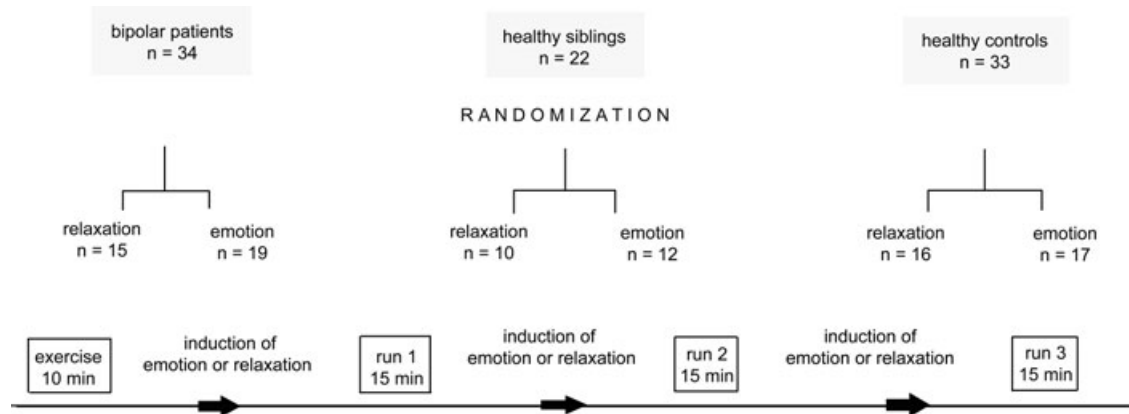 bipolar patients
n = 34
healthy siblings
n = 22
healthy controls
n = 33
RANDOMIZATION
relaxation
n = 15
emotion
n = 19
relaxation
n = 10
emotion
n = 12
relaxation
n = 16
emotion
n = 17
exercise
10 min
induction of
emotion or relaxation
run 1
15 min
induction of
emotion or relaxation
run 2
15 min
induction of
emotion or relaxation
run 3
15 min